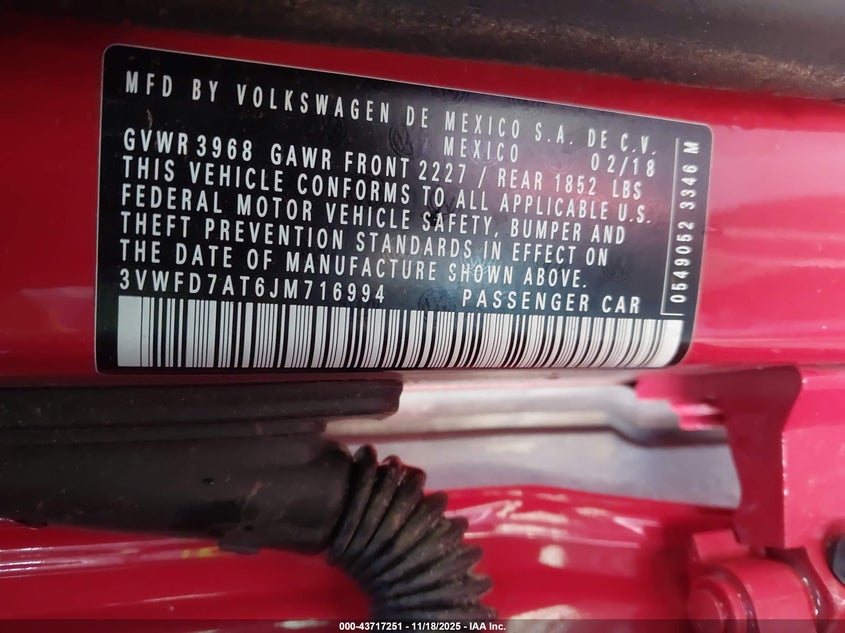 MFD BY VOLKSWAGEN DE MEXICO S.A. DE C.V.
MEXICO 02/18
GVWR 3968 GAWR FRONT 2227 / REAR 1852 LBS
THIS VEHICLE CONFORMS TO ALL APPLICABLE U.S.
FEDERAL MOTOR VEHICLE SAFETY, BUMPER AND
THEFT PREVENTION STANDARDS IN EFFECT ON
THE DATE OF MANUFACTURE SHOWN ABOVE.
3VWFD7AT6JM716994 PASSENGER CAR
0549052 3346 M
000-43717251 - 11/18/2025 - IAA Inc.